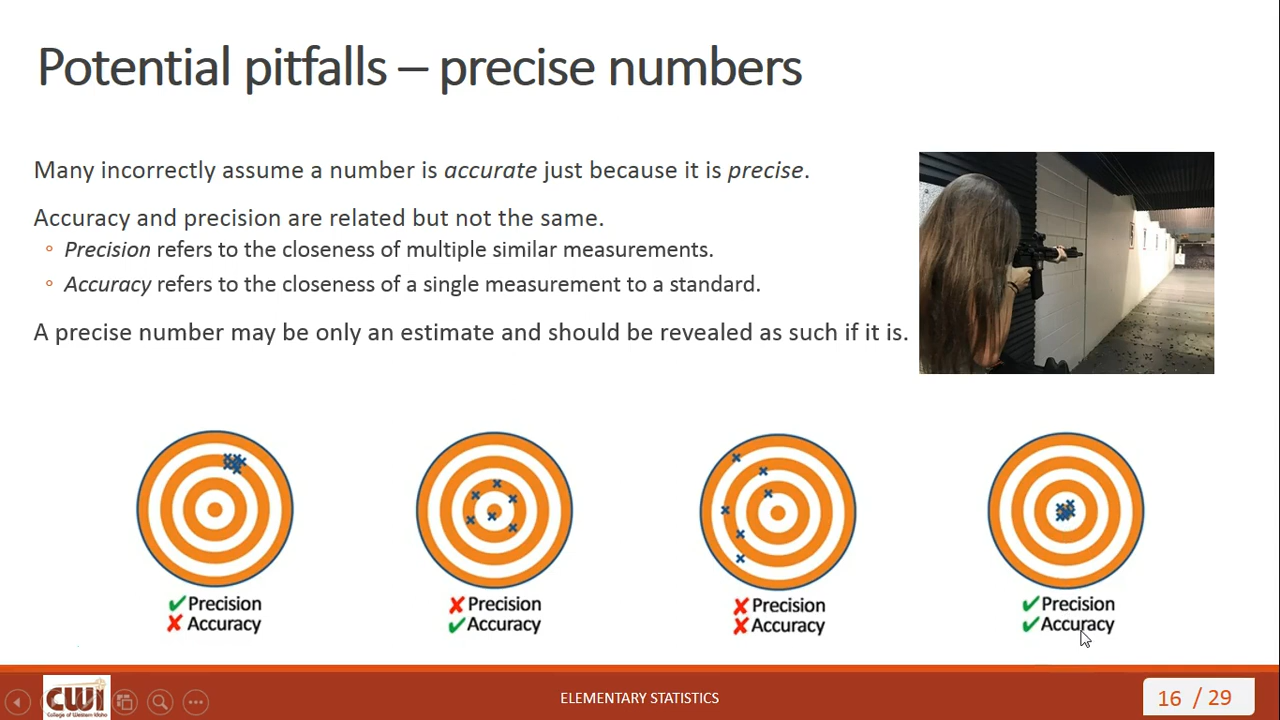 Potential pitfalls – precise numbers
Many incorrectly assume a number is accurate just because it is precise.
Accuracy and precision are related but not the same.
◦ Precision refers to the closeness of multiple similar measurements.
◦ Accuracy refers to the closeness of a single measurement to a standard.
A precise number may be only an estimate and should be revealed as such if it is.
✓ Precision
✗ Accuracy
✗ Precision
✓ Accuracy
✗ Precision
✗ Accuracy
✓ Precision
✓ Accuracy
CWI
College of Western Idaho
ELEMENTARY STATISTICS
16 / 29